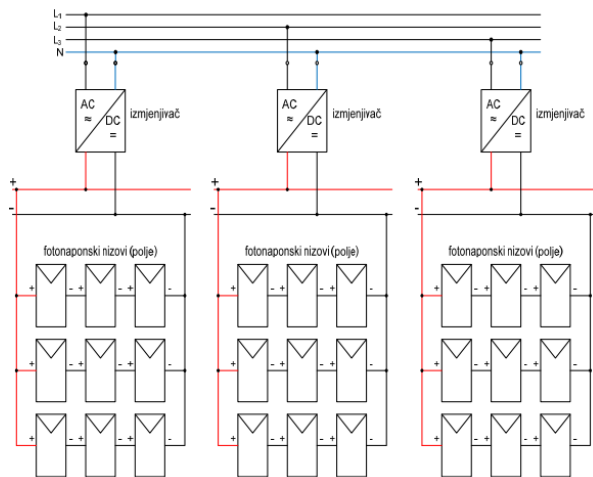 L₁
L₂
L₃
N
AC ≈ DC = izmjenjivač
AC ≈ DC = izmjenjivač
AC ≈ DC = izmjenjivač
+ + +
- - -
fotonaponski nizovi (polje) fotonaponski nizovi (polje) fotonaponski nizovi (polje)
+ - + - + - + - + - + - + - + - + -
+ - + - + - + - + - + - + - + - + -
+ - + - + - + - + - + - + - + - + -